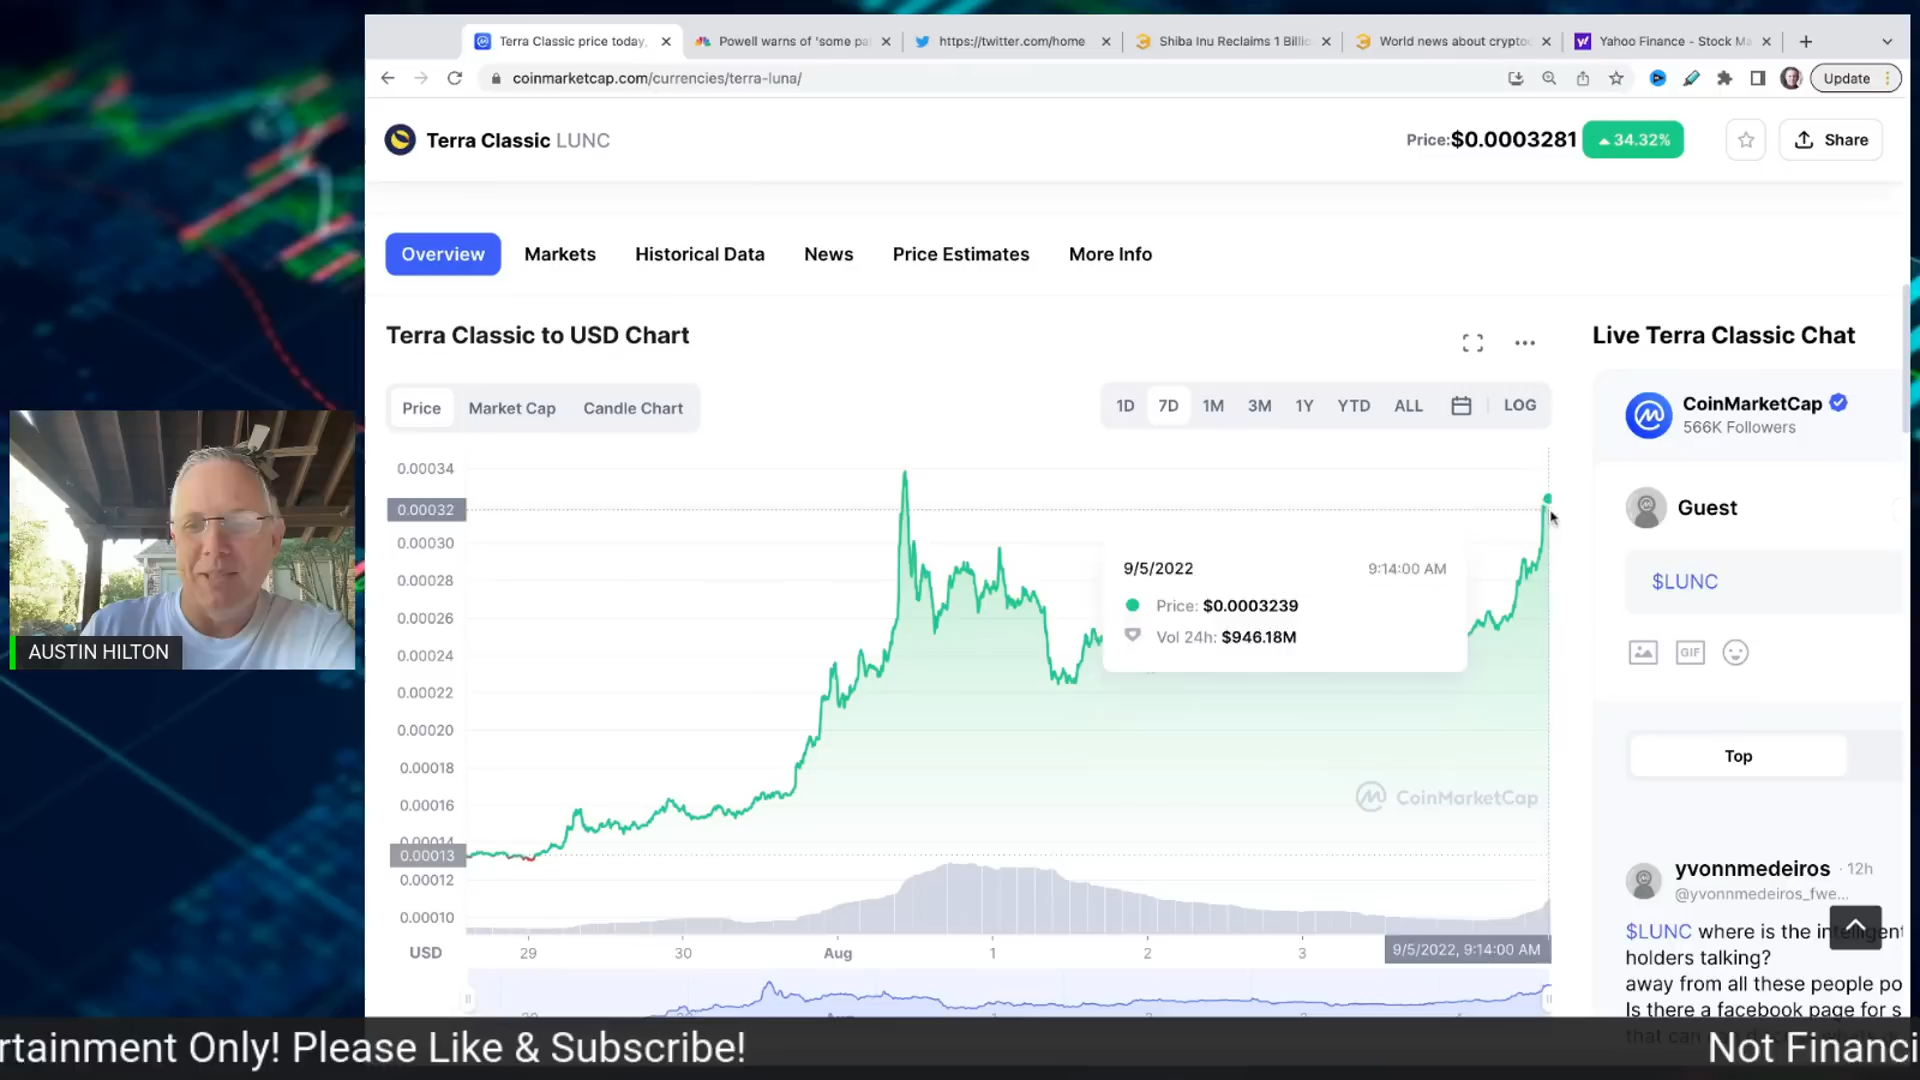 Terra Classic price today,
Powell warns of 'some pa
https://twitter.com/home
Shiba Inu Reclaims 1 Billi
World news about crypto
Yahoo Finance - Stock Ma
coinmarketcap.com/currencies/terra-luna/
Update
Terra Classic LUNC
Price:$0.0003281
34.32%
Share
Overview
Markets
Historical Data
News
Price Estimates
More Info
Terra Classic to USD Chart
Live Terra Classic Chat
Price
Market Cap
Candle Chart
1D
7D
1M
3M
1Y
YTD
ALL
LOG
CoinMarketCap
566K Followers
0.00034
0.00032
0.00030
0.00028
0.00026
0.00024
0.00022
0.00020
0.00018
0.00016
0.00014
0.00013
0.00012
0.00010
9/5/2022
9:14:00 AM
Price: $0.0003239
Vol 24h: $946.18M
CoinMarketCap
USD
29
30
Aug
1
2
3
9/5/2022, 9:14:00 AM
Guest
$LUNC
GIF
Top
yvonnmedeiros · 12h
@yvonnmedeiros_fwe...
$LUNC where is the intelligent
holders talking?
away from all these people po
Is there a facebook page for s
that can
AUSTIN HILTON
rtainment Only! Please Like & Subscribe!
Not Financi